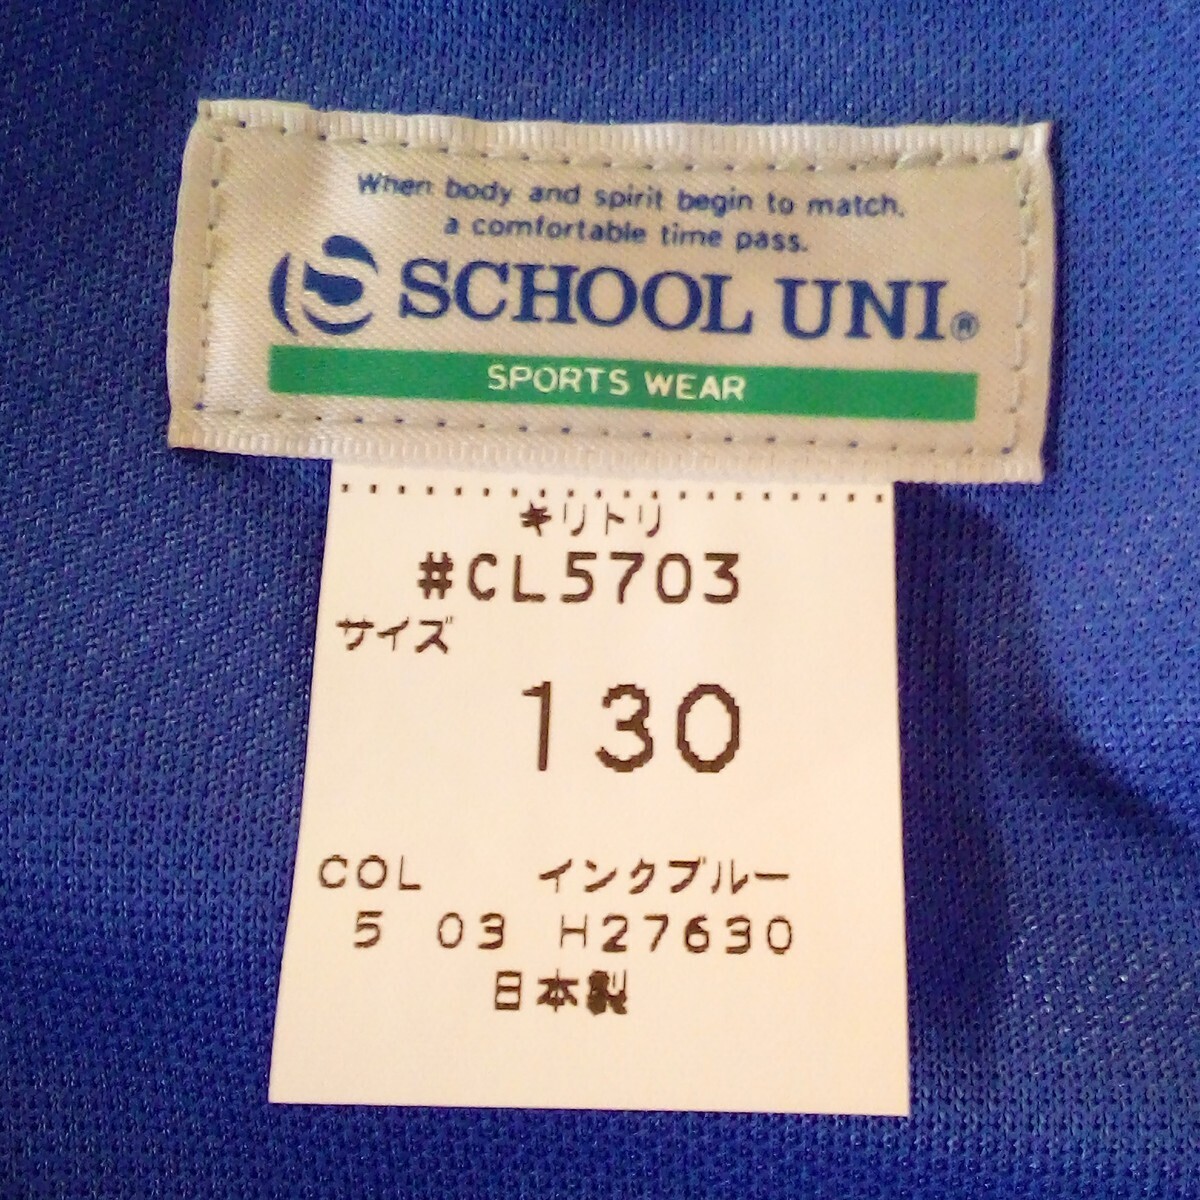 When body and spirit begin to match.
a comfortable time pass.
S SCHOOL UNI®
SPORTS WEAR
キリトリ
#CL5703
サイズ
130
COL インクブルー
5 03 H27630
日本製